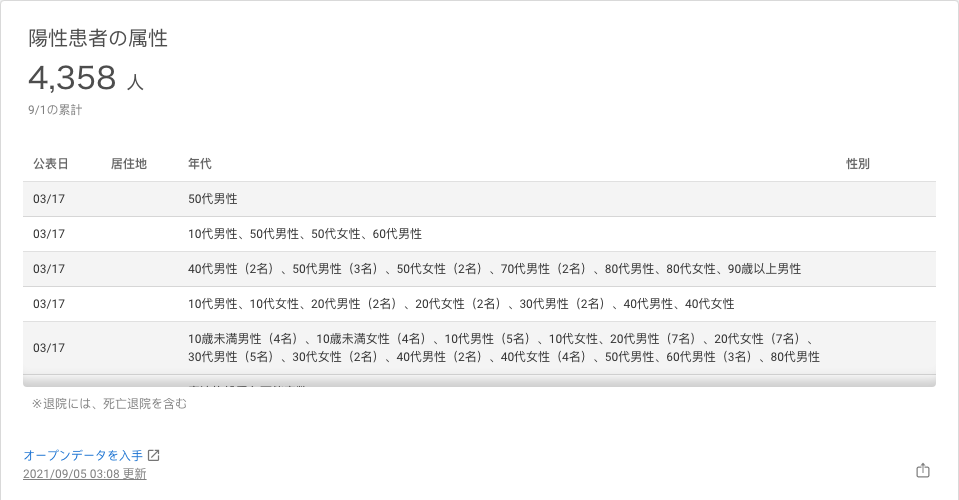 陽性患者の属性
4,358 人
9/1の累計
公表日 居住地 年代 性別
03/17 50代男性
03/17 10代男性、50代男性、50代女性、60代男性
03/17 40代男性（2名）、50代男性（3名）、50代女性（2名）、70代男性（2名）、80代男性、80代女性、90歳以上男性
03/17 10代男性、10代女性、20代男性（2名）、20代女性（2名）、30代男性（2名）、40代男性、40代女性
03/17 10歳未満男性（4名）、10歳未満女性（4名）、10代男性（5名）、10代女性、20代男性（7名）、20代女性（7名）、
30代男性（5名）、30代女性（2名）、40代男性（2名）、40代女性（4名）、50代男性、60代男性（3名）、80代男性
※退院には、死亡退院を含む
オープンデータを入手
2021/09/05 03:08 更新